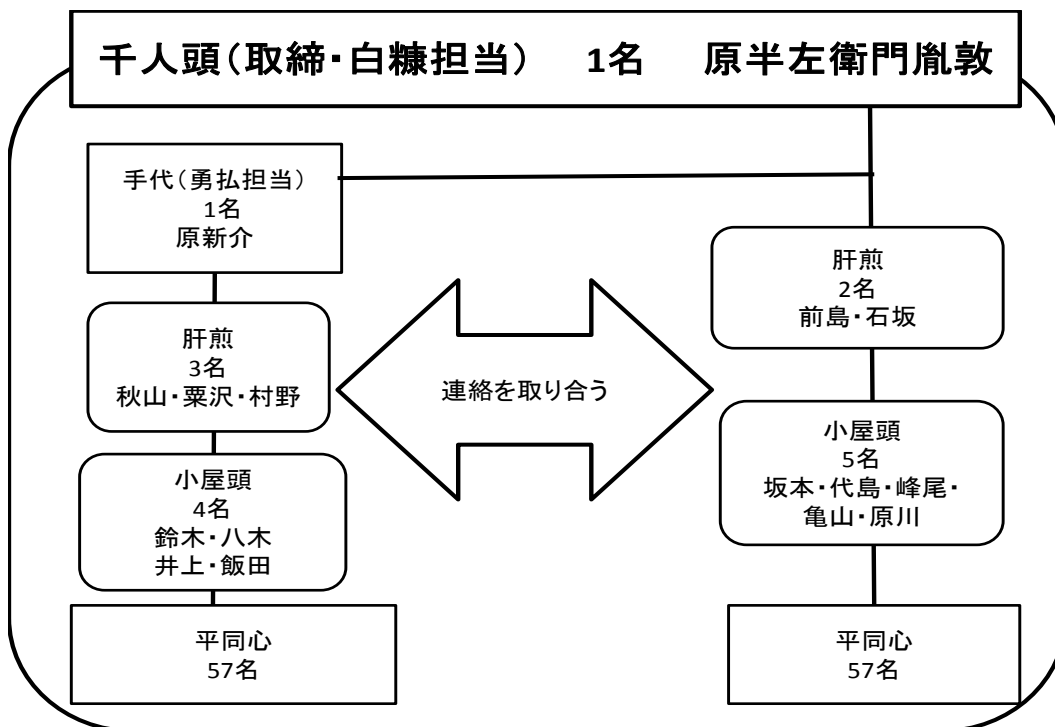 千人頭(取締・白糠担当) 1名 原半左衛門胤敦
手代(勇払担当)
1名
原新介
肝煎
3名
秋山・粟沢・村野
小屋頭
4名
鈴木・八木
井上・飯田
平同心
57名
連絡を取り合う
肝煎
2名
前島・石坂
小屋頭
5名
坂本・代島・峰尾・
亀山・原川
平同心
57名